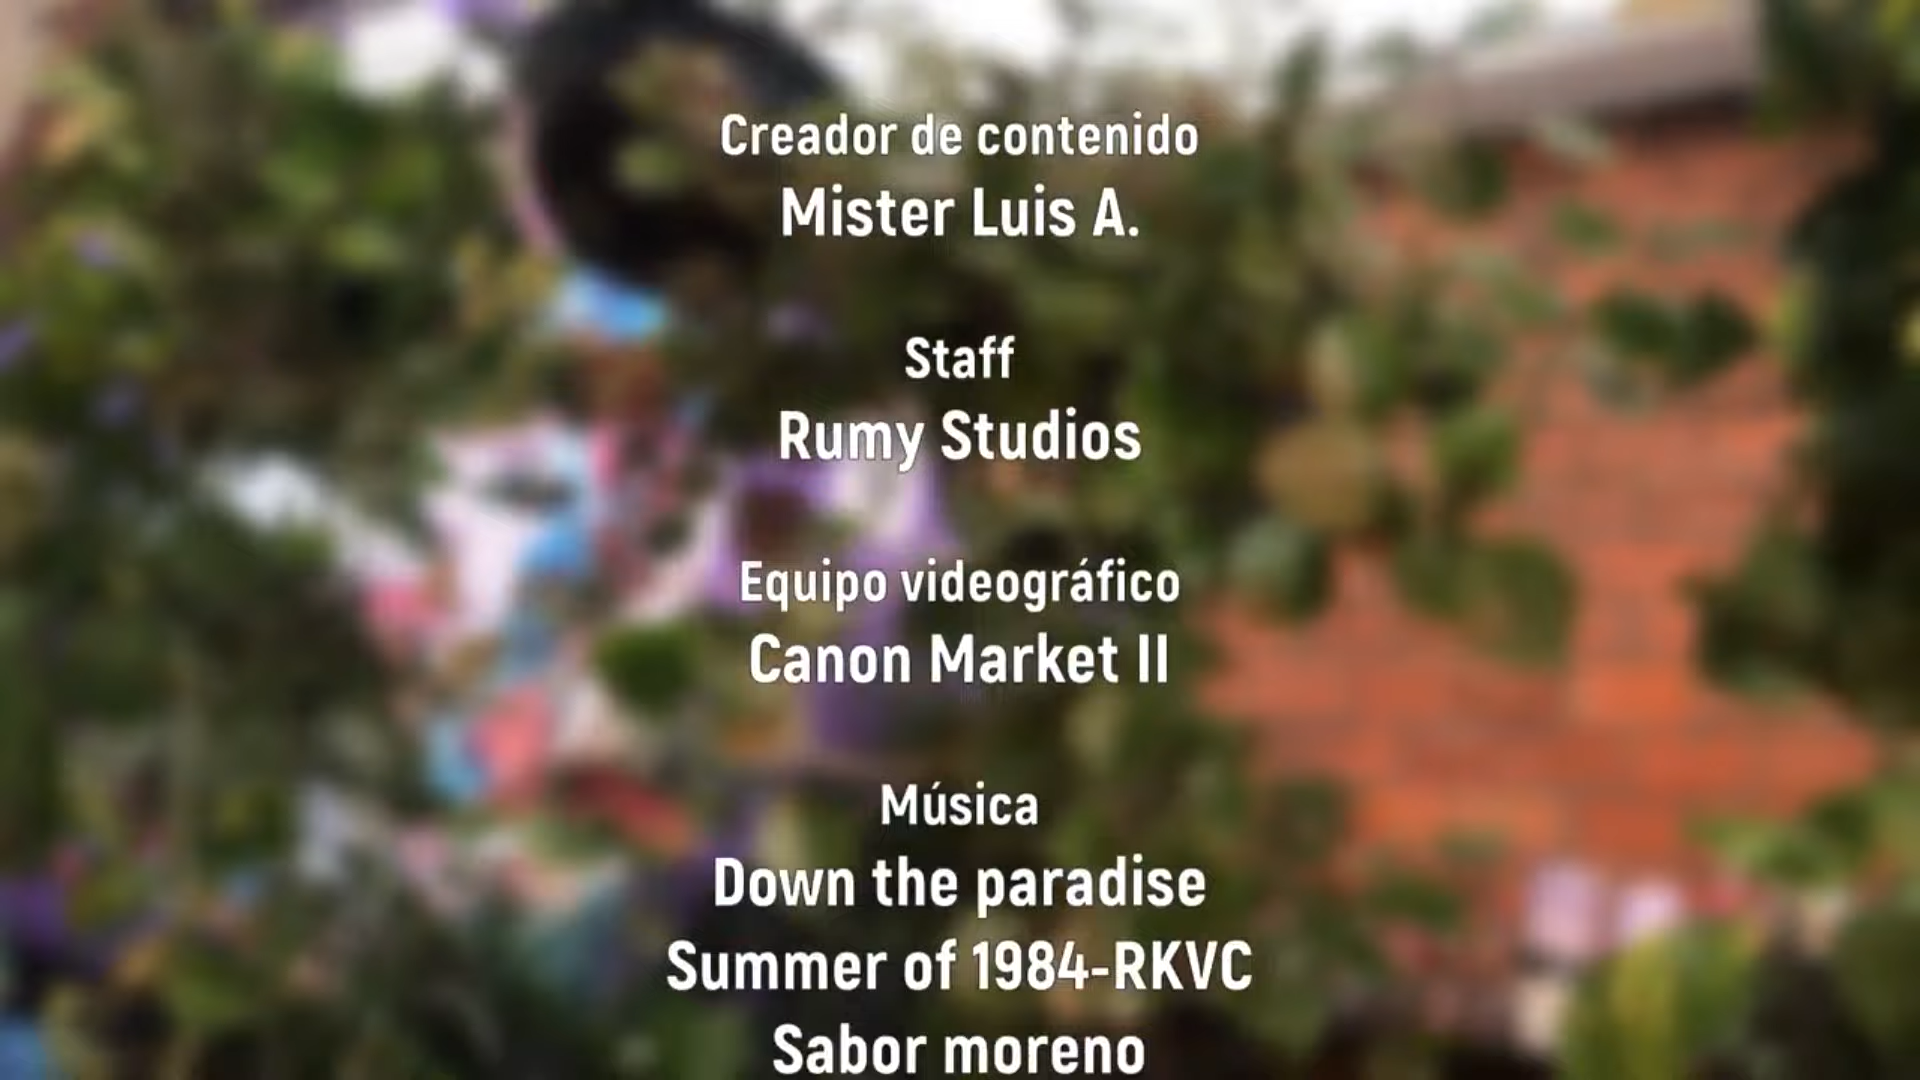 Creador de contenido
Mister Luis A.
Staff
Rumy Studios
Equipo videográfico
Canon Market II
Música
Down the paradise
Summer of 1984-RKVC
Sabor moreno